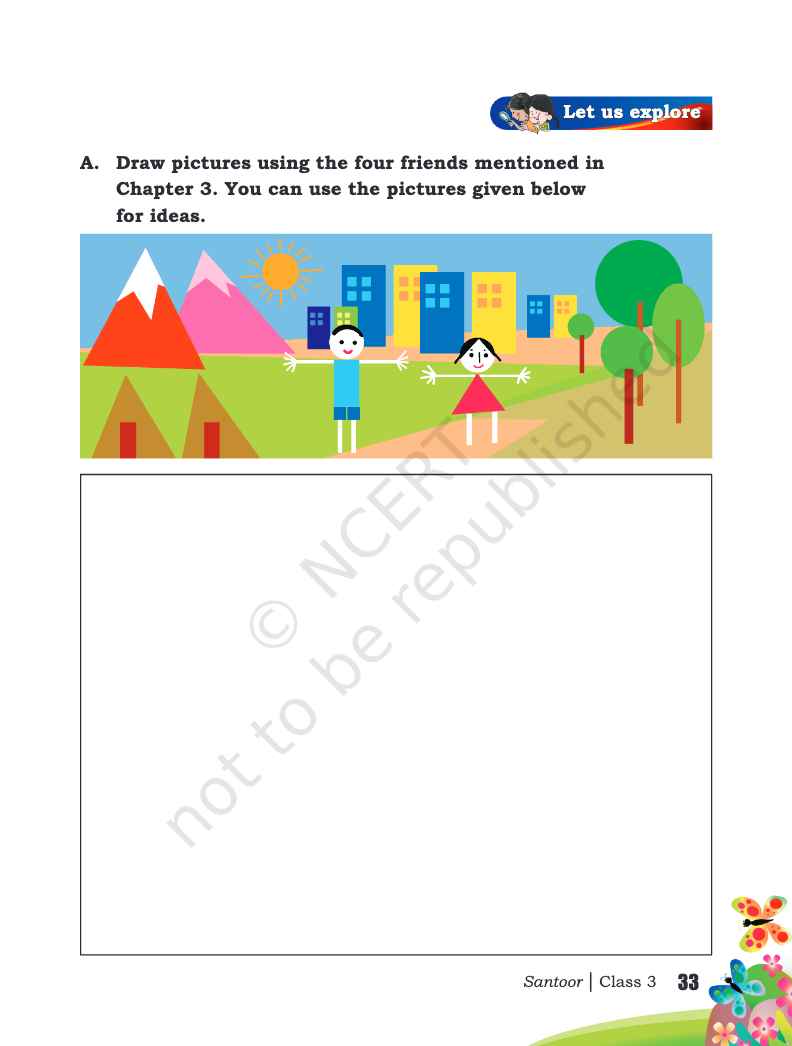 Let us explore
A. Draw pictures using the four friends mentioned in
Chapter 3. You can use the pictures given below
for ideas.
© NCERT
not to be republished
Santoor | Class 3 33